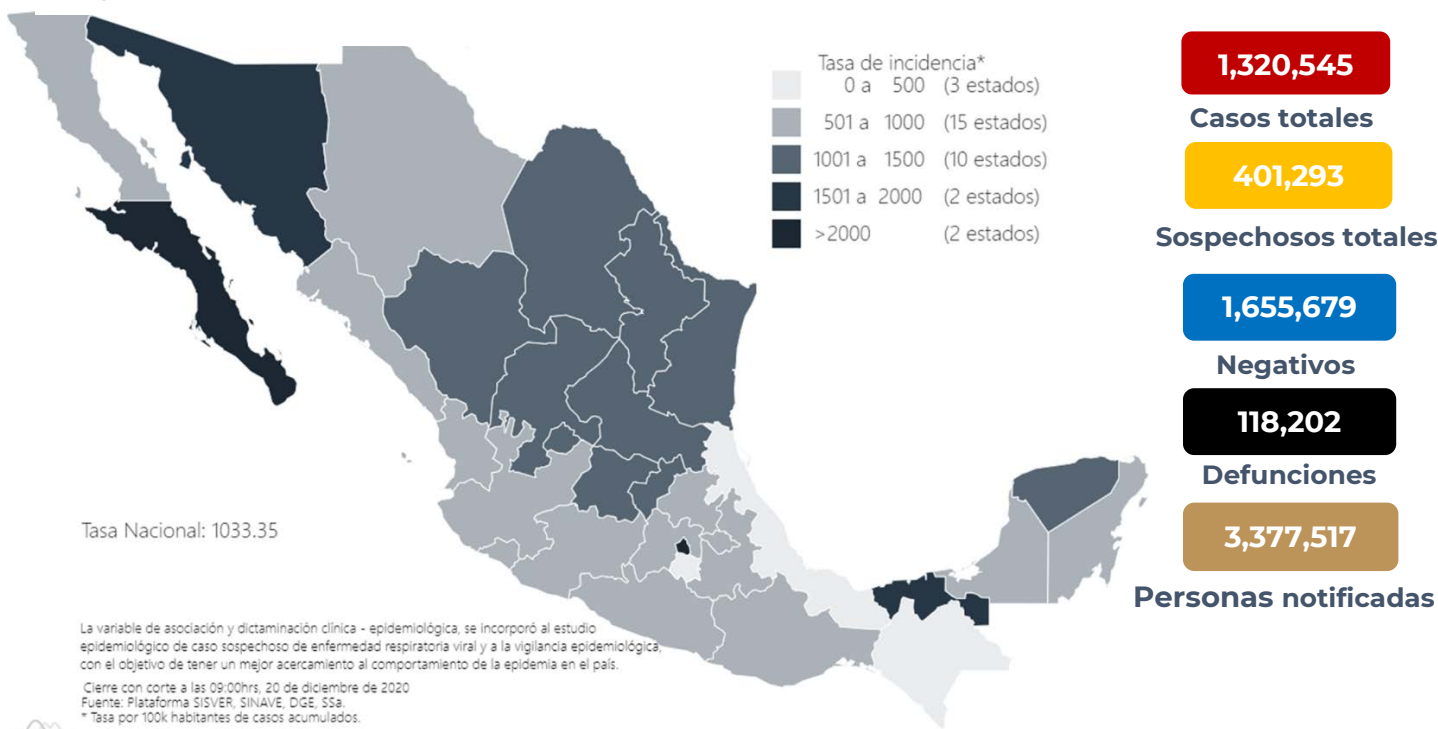 Tasa de incidencia*
0 a 500 (3 estados)
501 a 1000 (15 estados)
1001 a 1500 (10 estados)
1501 a 2000 (2 estados)
>2000 (2 estados)
1,320,545
Casos totales
401,293
Sospechosos totales
1,655,679
Negativos
118,202
Defunciones
3,377,517
Personas notificadas
Tasa Nacional: 1033.35
La variable de asociación y dictaminación clínica - epidemiológica, se incorporó al estudio
epidemiológico de caso sospechoso de enfermedad respiratoria viral y a la vigilancia epidemiológica,
con el objetivo de tener un mejor acercamiento al comportamiento de la epidemia en el país.
Cierre con corte a las 09:00hrs, 20 de diciembre de 2020
Fuente: Plataforma SISVER, SINAVE, DGE, SSa.
* Tasa por 100k habitantes de casos acumulados.